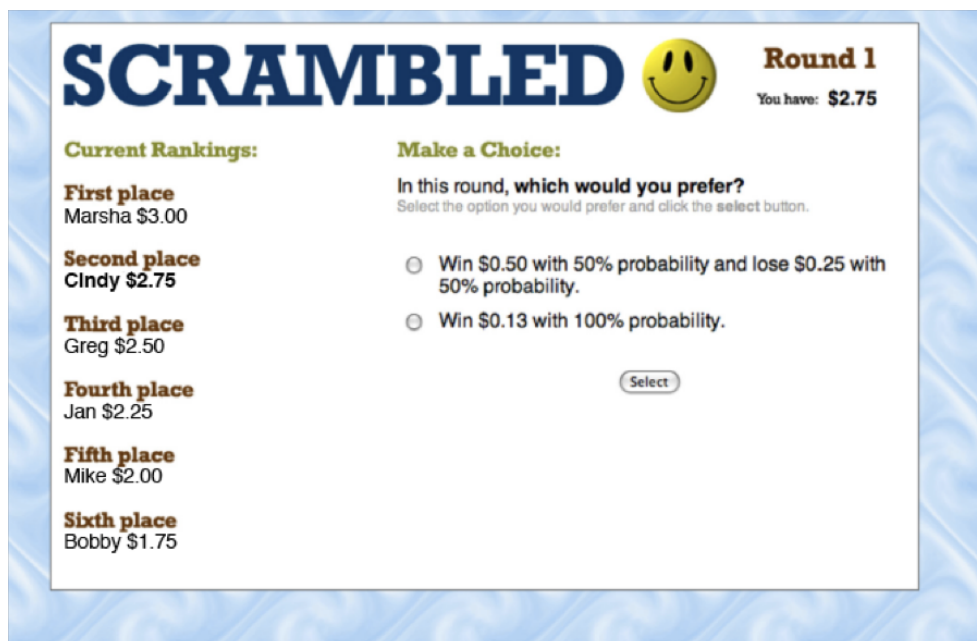 SCRAMBLED
Round 1
You have: $2.75
Current Rankings:
First place
Marsha $3.00
Second place
Cindy $2.75
Third place
Greg $2.50
Fourth place
Jan $2.25
Fifth place
Mike $2.00
Sixth place
Bobby $1.75
Make a Choice:
In this round, which would you prefer?
Select the option you would prefer and click the select button.
Win $0.50 with 50% probability and lose $0.25 with
50% probability.
Win $0.13 with 100% probability.
Select